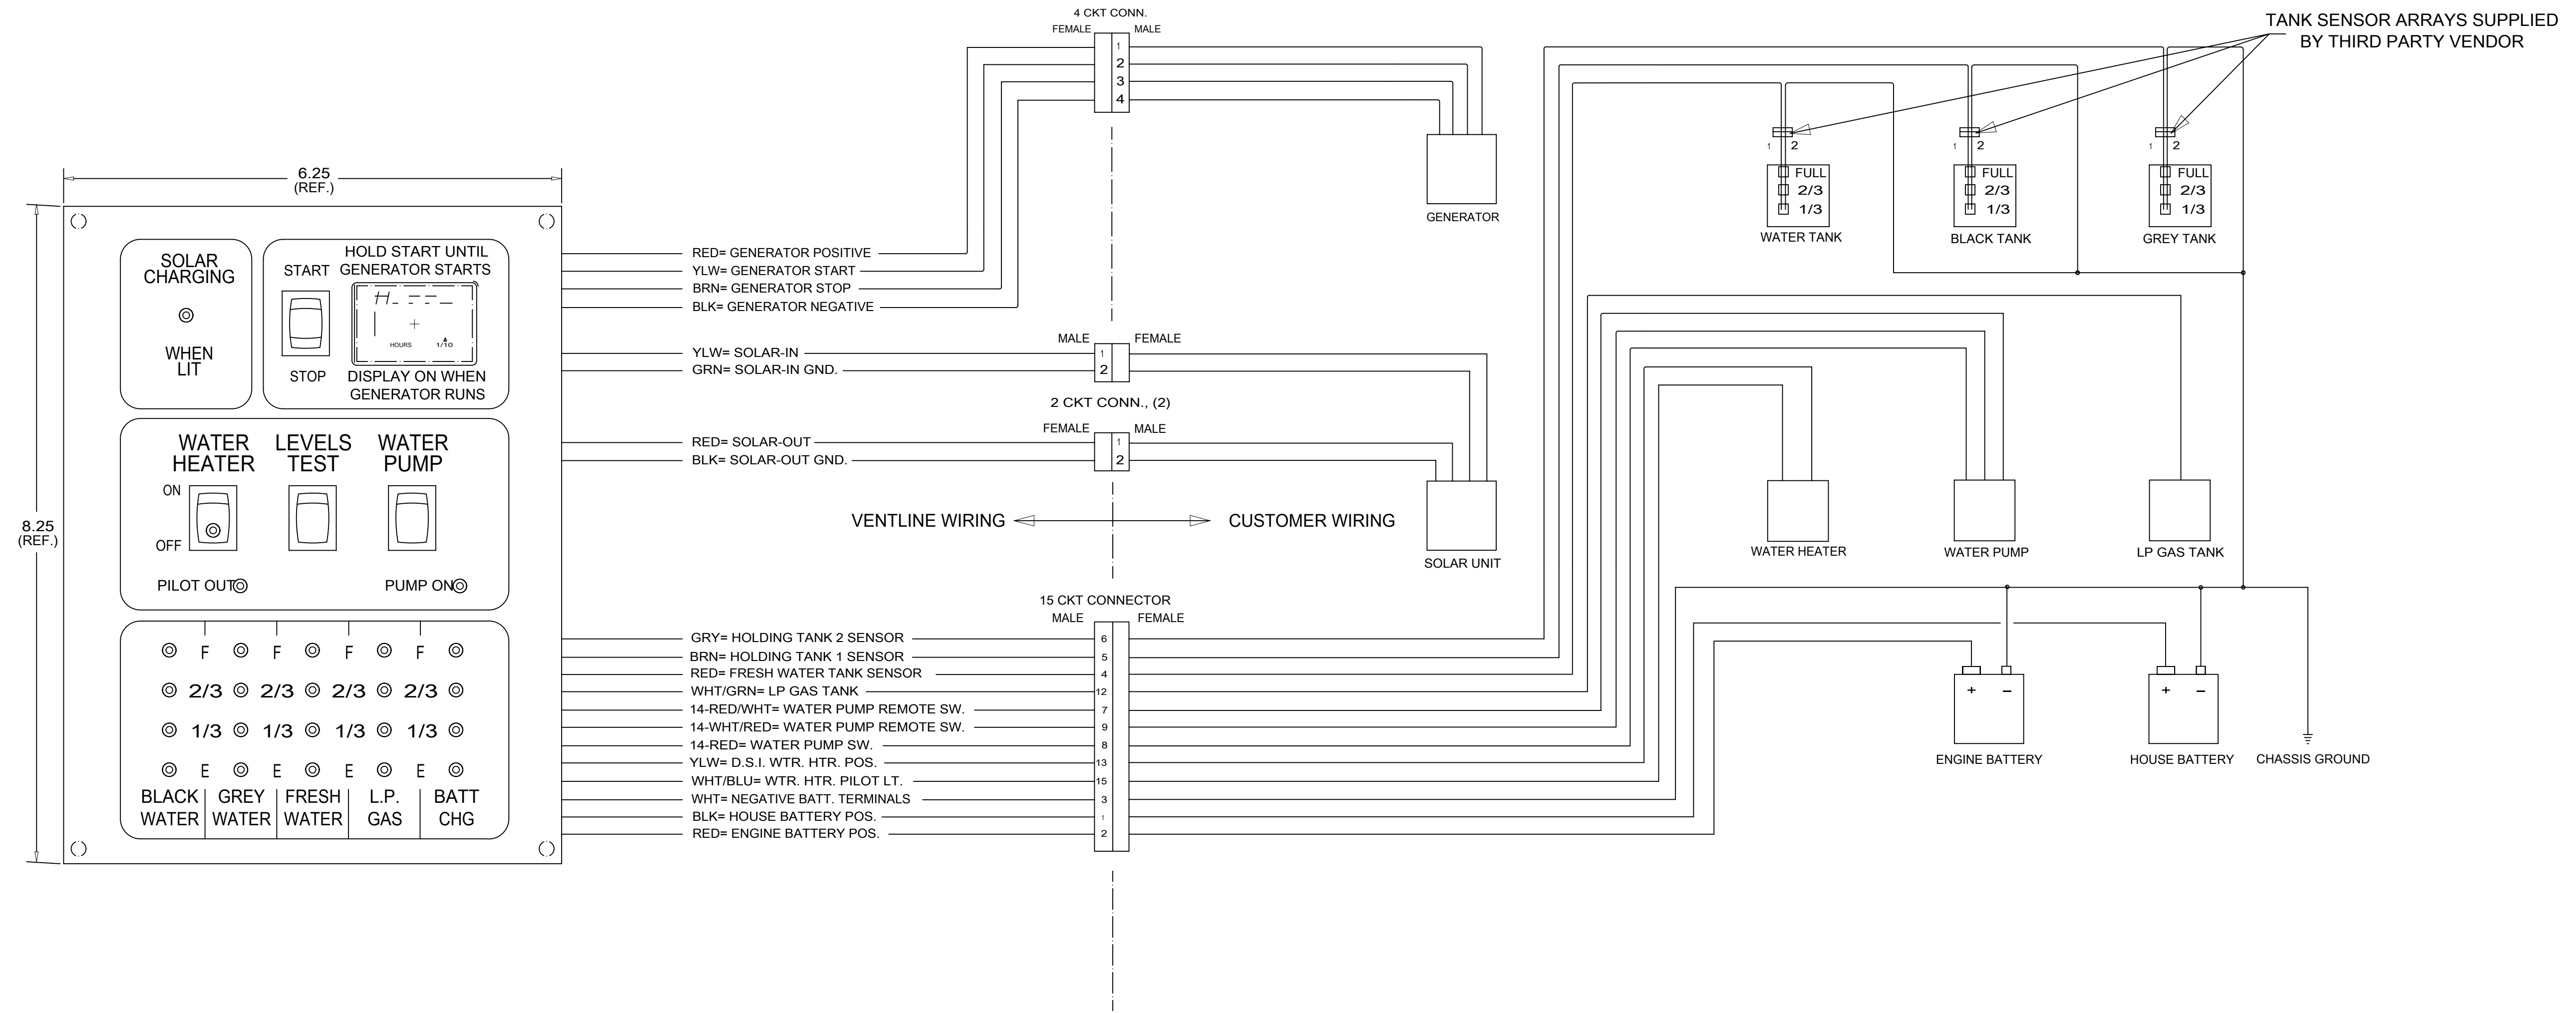 4 CKT CONN.
FEMALE MALE
1
2
3
4
TANK SENSOR ARRAYS SUPPLIED
BY THIRD PARTY VENDOR
1 2
FULL
2/3
1/3
WATER TANK
1 2
FULL
2/3
1/3
BLACK TANK
1 2
FULL
2/3
1/3
GREY TANK
GENERATOR
6.25
(REF.)
8.25
(REF.)
SOLAR
CHARGING
WHEN
LIT
HOLD START UNTIL
START GENERATOR STARTS
HOURS 1/10
STOP DISPLAY ON WHEN
GENERATOR RUNS
WATER
HEATER
LEVELS
TEST
WATER
PUMP
ON
OFF
PILOT OUT PUMP ON
F F F F
2/3 2/3 2/3 2/3
1/3 1/3 1/3 1/3
E E E E
BLACK GREY FRESH L.P. BATT
WATER WATER WATER GAS CHG
RED= GENERATOR POSITIVE
YLW= GENERATOR START
BRN= GENERATOR STOP
BLK= GENERATOR NEGATIVE
MALE FEMALE
YLW= SOLAR-IN 1
GRN= SOLAR-IN GND. 2
2 CKT CONN., (2)
FEMALE MALE
RED= SOLAR-OUT 1
BLK= SOLAR-OUT GND. 2
VENTLINE WIRING CUSTOMER WIRING
SOLAR UNIT
WATER HEATER
WATER PUMP
LP GAS TANK
15 CKT CONNECTOR
MALE FEMALE
GRY= HOLDING TANK 2 SENSOR 6
BRN= HOLDING TANK 1 SENSOR 5
RED= FRESH WATER TANK SENSOR 4
WHT/GRN= LP GAS TANK 12
14-RED/WHT= WATER PUMP REMOTE SW. 7
14-WHT/RED= WATER PUMP REMOTE SW. 9
14-RED= WATER PUMP SW. 8
YLW= D.S.I. WTR. HTR. POS. 13
WHT/BLU= WTR. HTR. PILOT LT. 15
WHT= NEGATIVE BATT. TERMINALS 3
BLK= HOUSE BATTERY POS. 1
RED= ENGINE BATTERY POS. 2
+ −
ENGINE BATTERY
+ −
HOUSE BATTERY
CHASSIS GROUND